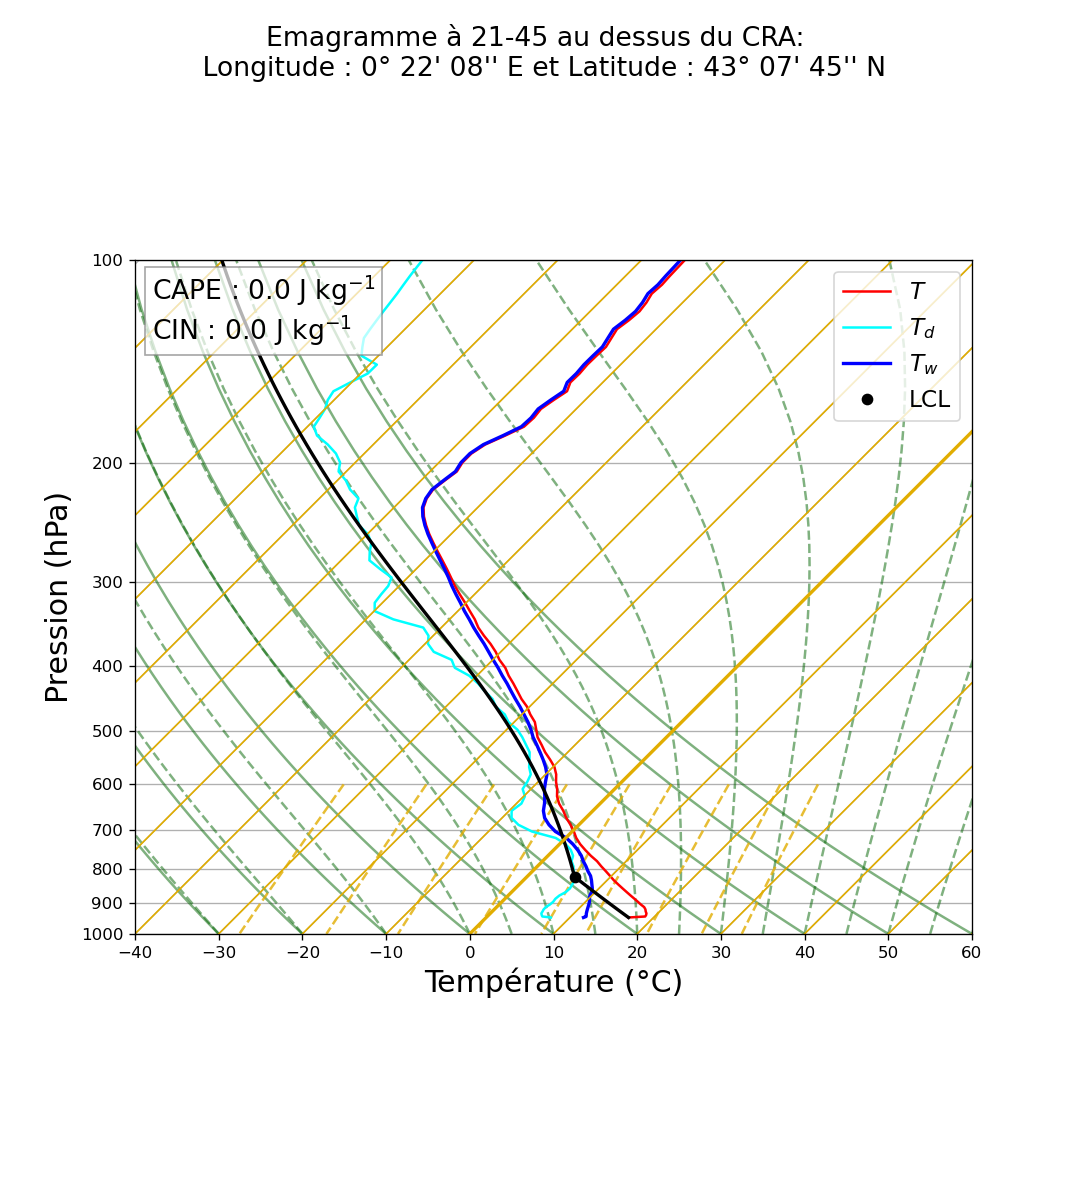 Emagramme à 21-45 au dessus du CRA:
Longitude : 0° 22' 08'' E et Latitude : 43° 07' 45'' N
CAPE : 0.0 J kg⁻¹
CIN : 0.0 J kg⁻¹
T
T_d
T_w
LCL
Pression (hPa)
100
200
300
400
500
600
700
800
900
1000
−40 −30 −20 −10 0 10 20 30 40 50 60
Température (°C)